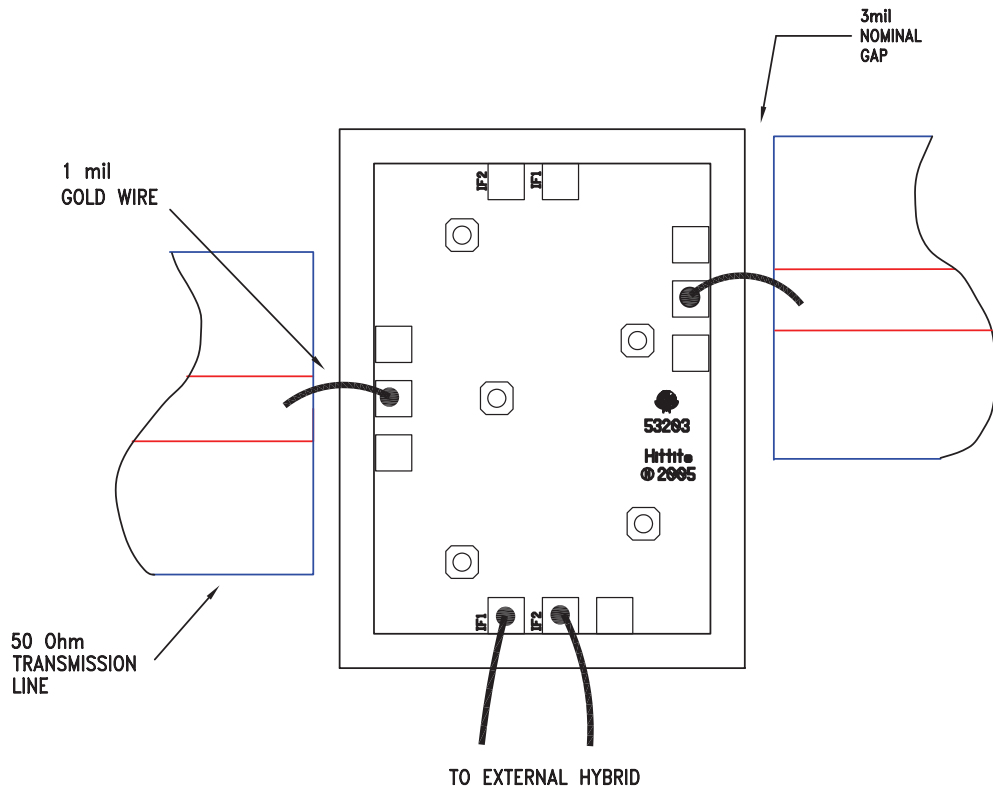 3mil
NOMINAL
GAP
1 mil
GOLD WIRE
IF2
IF1
53203
Hittite
® 2005
IF1
IF2
50 Ohm
TRANSMISSION
LINE
TO EXTERNAL HYBRID